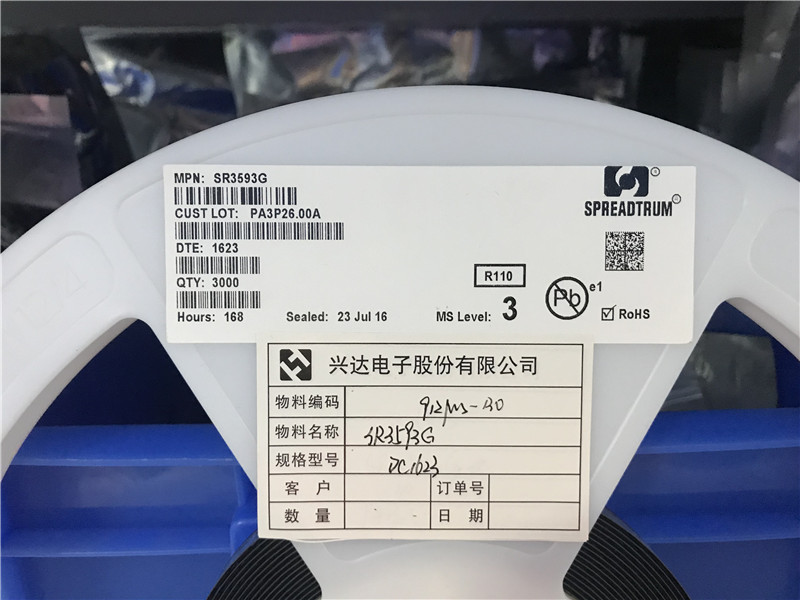 MPN: SR3593G
CUST LOT: PA3P26.00A
DTE: 1623
QTY: 3000
Hours: 168 Sealed: 23 Jul 16 MS Level: 3
R110
Pb e1
RoHS
SPREADTRUM®
兴达电子股份有限公司
物料编码
物料名称 SR3593G
规格型号 DC1623
客户 订单号
数量 日期